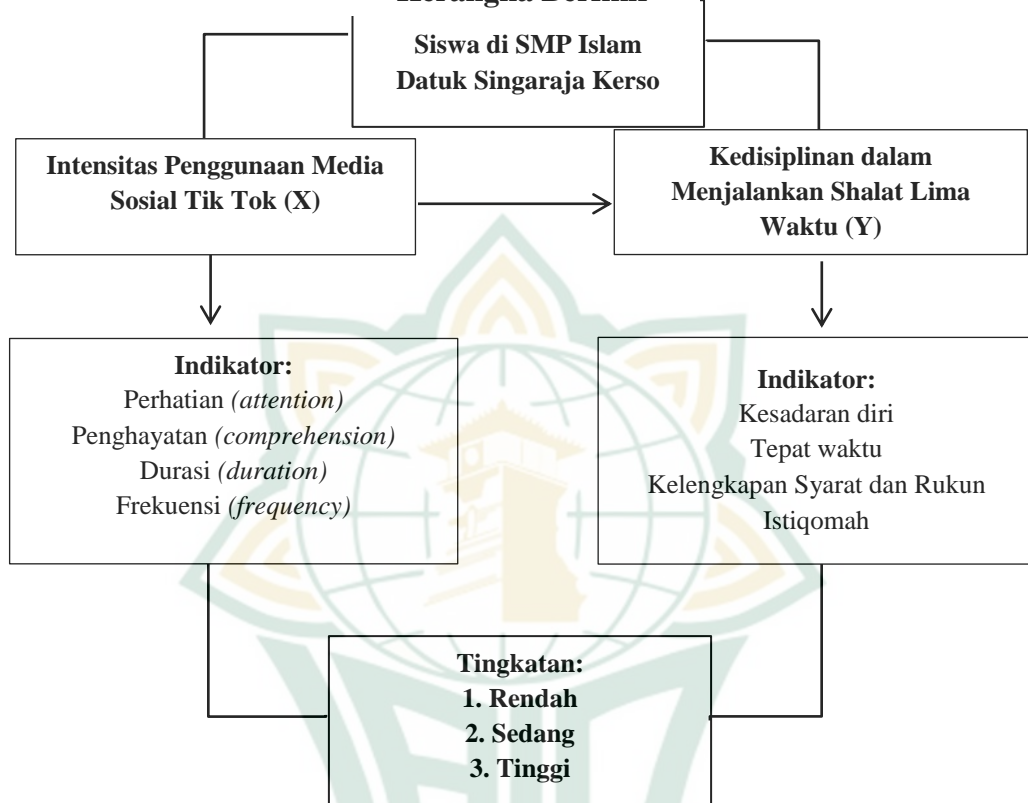 Kerangka Berfikir
Siswa di SMP Islam
Datuk Singaraja Kerso
Intensitas Penggunaan Media
Sosial Tik Tok (X)
Kedisiplinan dalam
Menjalankan Shalat Lima
Waktu (Y)
Indikator:
Perhatian (attention)
Penghayatan (comprehension)
Durasi (duration)
Frekuensi (frequency)
Indikator:
Kesadaran diri
Tepat waktu
Kelengkapan Syarat dan Rukun
Istiqomah
Tingkatan:
1. Rendah
2. Sedang
3. Tinggi